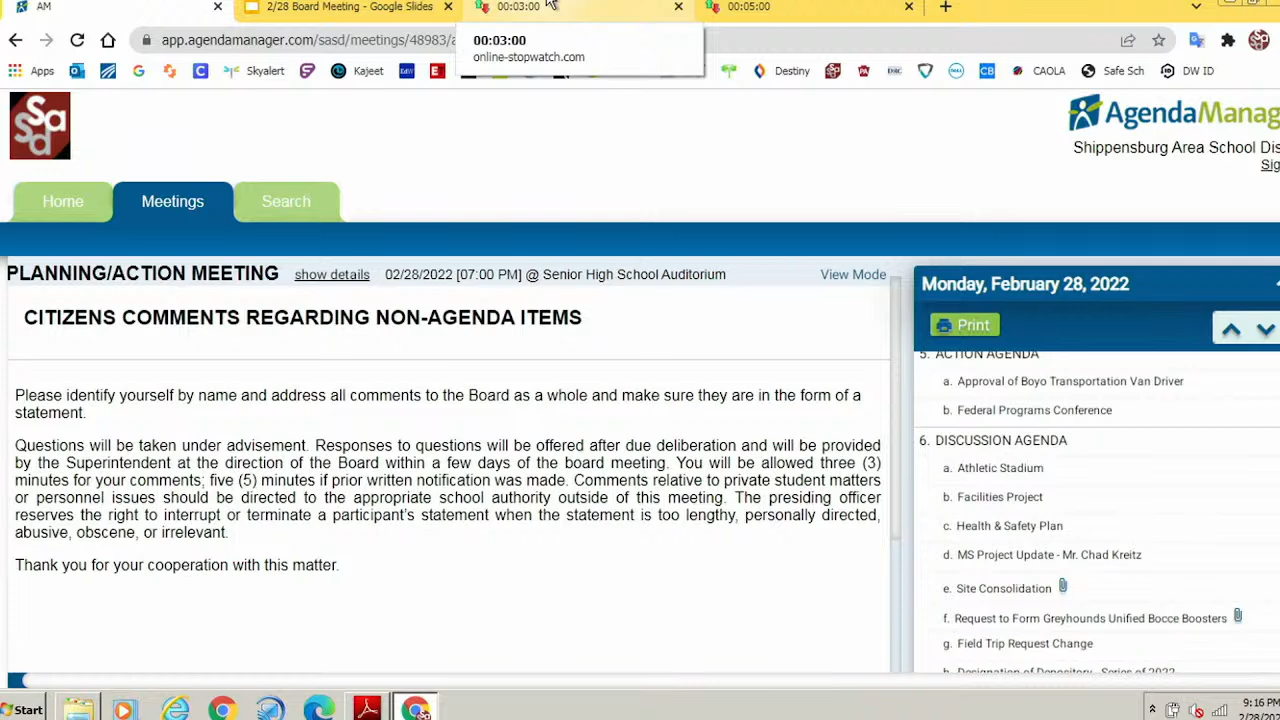 AM
2/28 Board Meeting - Google Slides
00:03:00
00:05:00
app.agendamanager.com/sasd/meetings/48983/a
00:03:00
online-stopwatch.com
Apps
Skyalert
Kajeet
Destiny
CAOLA
Safe Sch
DW ID
Sa
sd
AgendaManag
Shippensburg Area School Dis
Sig
Home
Meetings
Search
PLANNING/ACTION MEETING show details 02/28/2022 [07:00 PM] @ Senior High School Auditorium View Mode
CITIZENS COMMENTS REGARDING NON-AGENDA ITEMS
Please identify yourself by name and address all comments to the Board as a whole and make sure they are in the form of a
statement.
Questions will be taken under advisement. Responses to questions will be offered after due deliberation and will be provided
by the Superintendent at the direction of the Board within a few days of the board meeting. You will be allowed three (3)
minutes for your comments; five (5) minutes if prior written notification was made. Comments relative to private student matters
or personnel issues should be directed to the appropriate school authority outside of this meeting. The presiding officer
reserves the right to interrupt or terminate a participant's statement when the statement is too lengthy, personally directed,
abusive, obscene, or irrelevant.
Thank you for your cooperation with this matter.
Monday, February 28, 2022
Print
5. ACTION AGENDA
a. Approval of Boyo Transportation Van Driver
b. Federal Programs Conference
6. DISCUSSION AGENDA
a. Athletic Stadium
b. Facilities Project
c. Health & Safety Plan
d. MS Project Update - Mr. Chad Kreitz
e. Site Consolidation
f. Request to Form Greyhounds Unified Bocce Boosters
g. Field Trip Request Change
h. Designation of Depository - Series of 2022
Start
9:16 PM
2/28/202